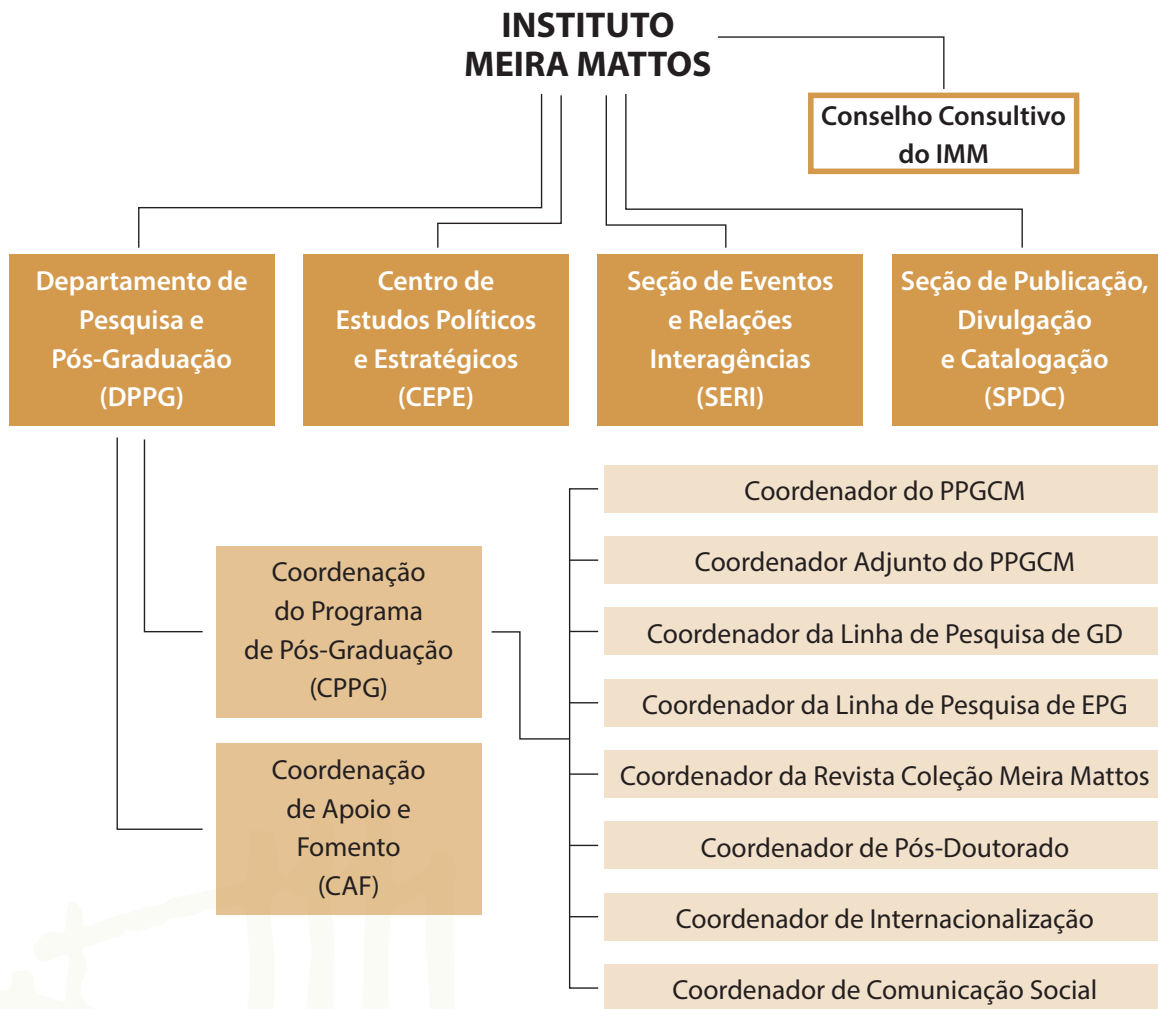 INSTITUTO
MEIRA MATTOS
Conselho Consultivo
do IMM
Departamento de
Pesquisa e
Pós-Graduação
(DPPG)
Centro de
Estudos Políticos
e Estratégicos
(CEPE)
Seção de Eventos
e Relações
Interagências
(SERI)
Seção de Publicação,
Divulgação
e Catalogação
(SPDC)
Coordenação
do Programa
de Pós-Graduação
(CPPG)
Coordenação
de Apoio e
Fomento
(CAF)
Coordenador do PPGCM
Coordenador Adjunto do PPGCM
Coordenador da Linha de Pesquisa de GD
Coordenador da Linha de Pesquisa de EPG
Coordenador da Revista Coleção Meira Mattos
Coordenador de Pós-Doutorado
Coordenador de Internacionalização
Coordenador de Comunicação Social